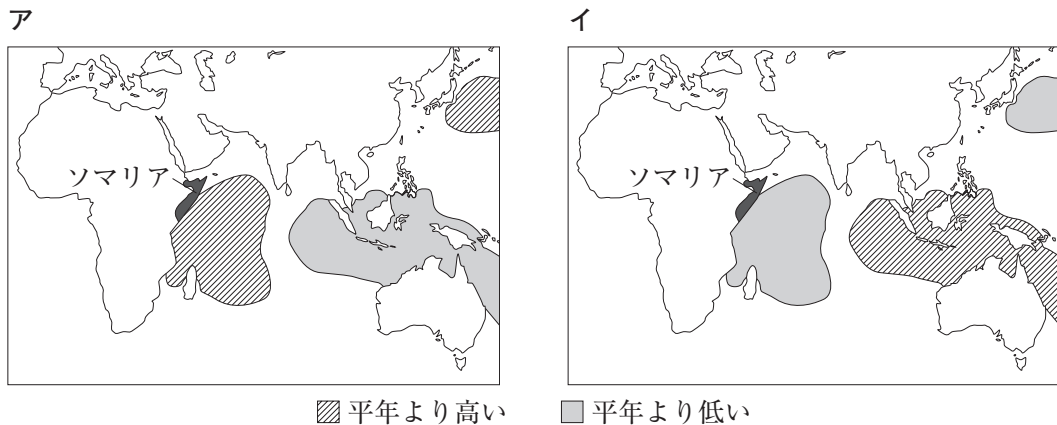 ア
イ
ソマリア
ソマリア
平年より高い
平年より低い